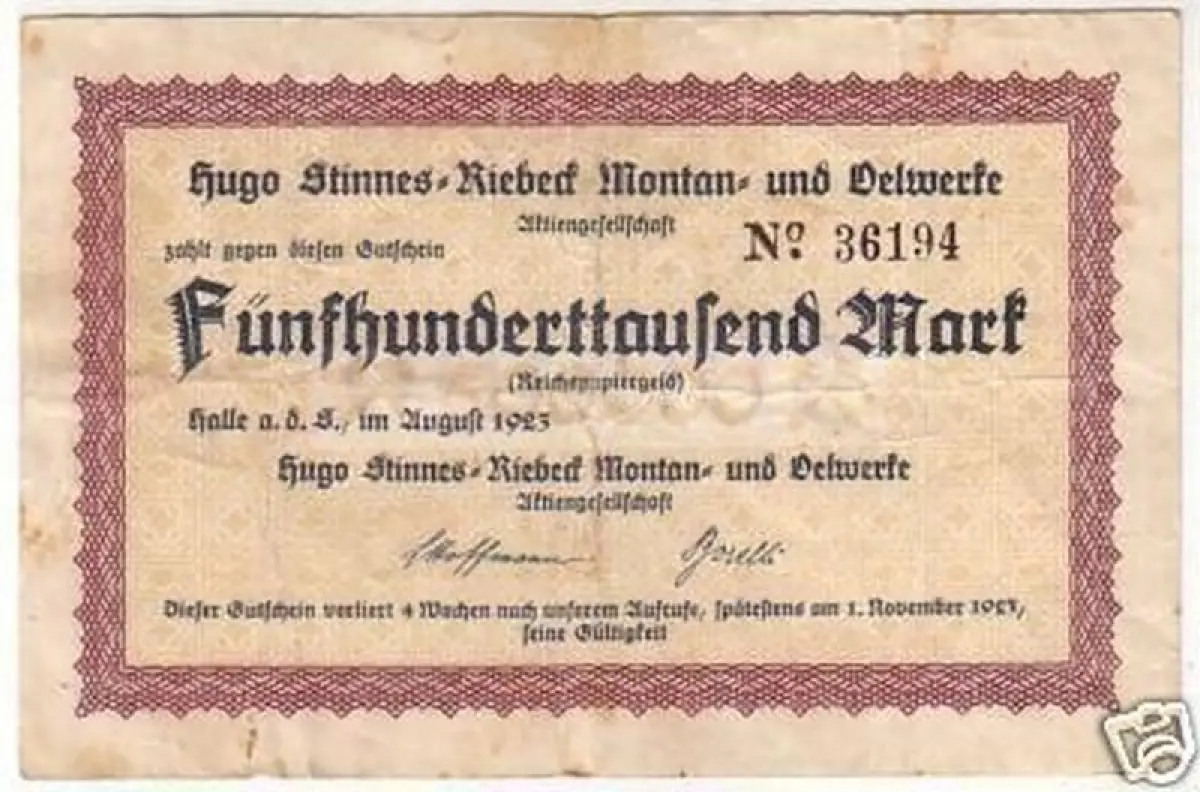 Hugo Stinnes-Riebeck Montan- und Oelwerke
Aktiengesellschaft
No. 36194
zahlt gegen diesen Gutschein
Fünfhunderttausend Mark
(Reichspapiergeld)
Halle a.d.S., im August 1923
Hugo Stinnes-Riebeck Montan- und Oelwerke
Aktiengesellschaft
Hoffmann Borelli
Dieser Gutschein verliert 4 Wochen nach unserem Aufrufe, spätestens am 1. November 1923,
seine Gültigkeit